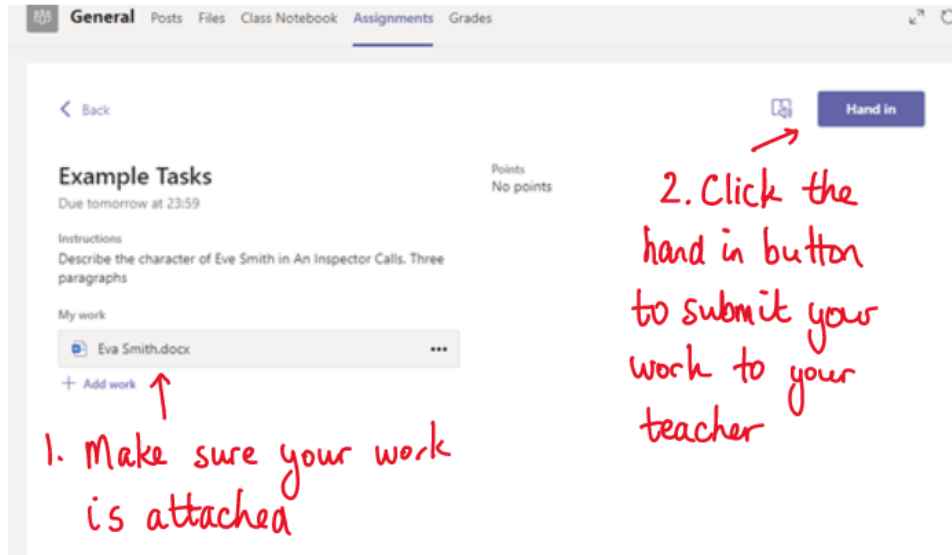 General Posts Files Class Notebook Assignments Grades
Back
Hand in
Example Tasks
Due tomorrow at 23:59
Points
No points
Instructions
Describe the character of Eve Smith in An Inspector Calls. Three
paragraphs
My work
Eva Smith.docx
+ Add work
1. Make sure your work
is attached
2. Click the
hand in button
to submit your
work to your
teacher